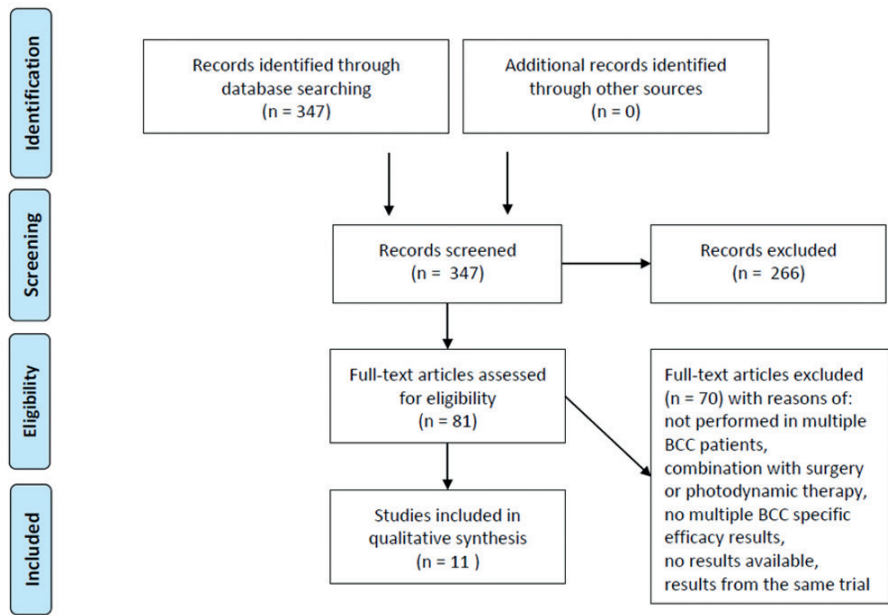 Identification
Records identified through
database searching
(n = 347)
Additional records identified
through other sources
(n = 0)
Screening
Records screened
(n = 347)
Records excluded
(n = 266)
Eligibility
Full-text articles assessed
for eligibility
(n = 81)
Full-text articles excluded
(n = 70) with reasons of:
not performed in multiple
BCC patients,
combination with surgery
or photodynamic therapy,
no multiple BCC specific
efficacy results,
no results available,
results from the same trial
Included
Studies included in
qualitative synthesis
(n = 11 )